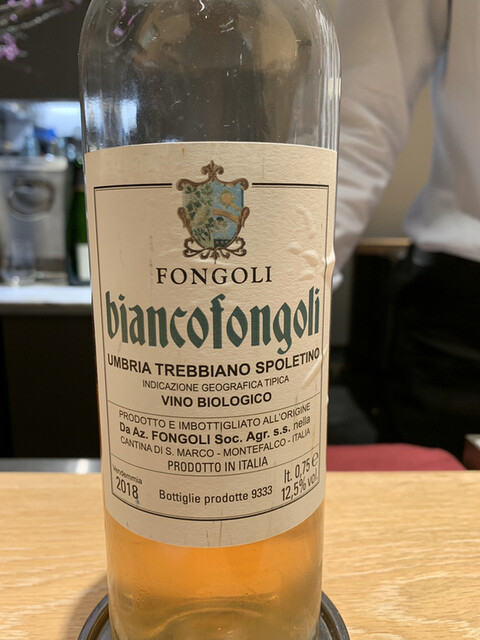 FONGOLI
biancofongoli
UMBRIA TREBBIANO SPOLETINO
INDICAZIONE GEOGRAFICA TIPICA
VINO BIOLOGICO
PRODOTTO E IMBOTTIGLIATO ALL'ORIGINE
Da Az. FONGOLI Soc. Agr. s.s. nella
CANTINA DI S. MARCO - MONTEFALCO - ITALIA
PRODOTTO IN ITALIA
Vendemmia
2018
Bottiglie prodotte 9333
lt. 0,75 e
12,5% vol